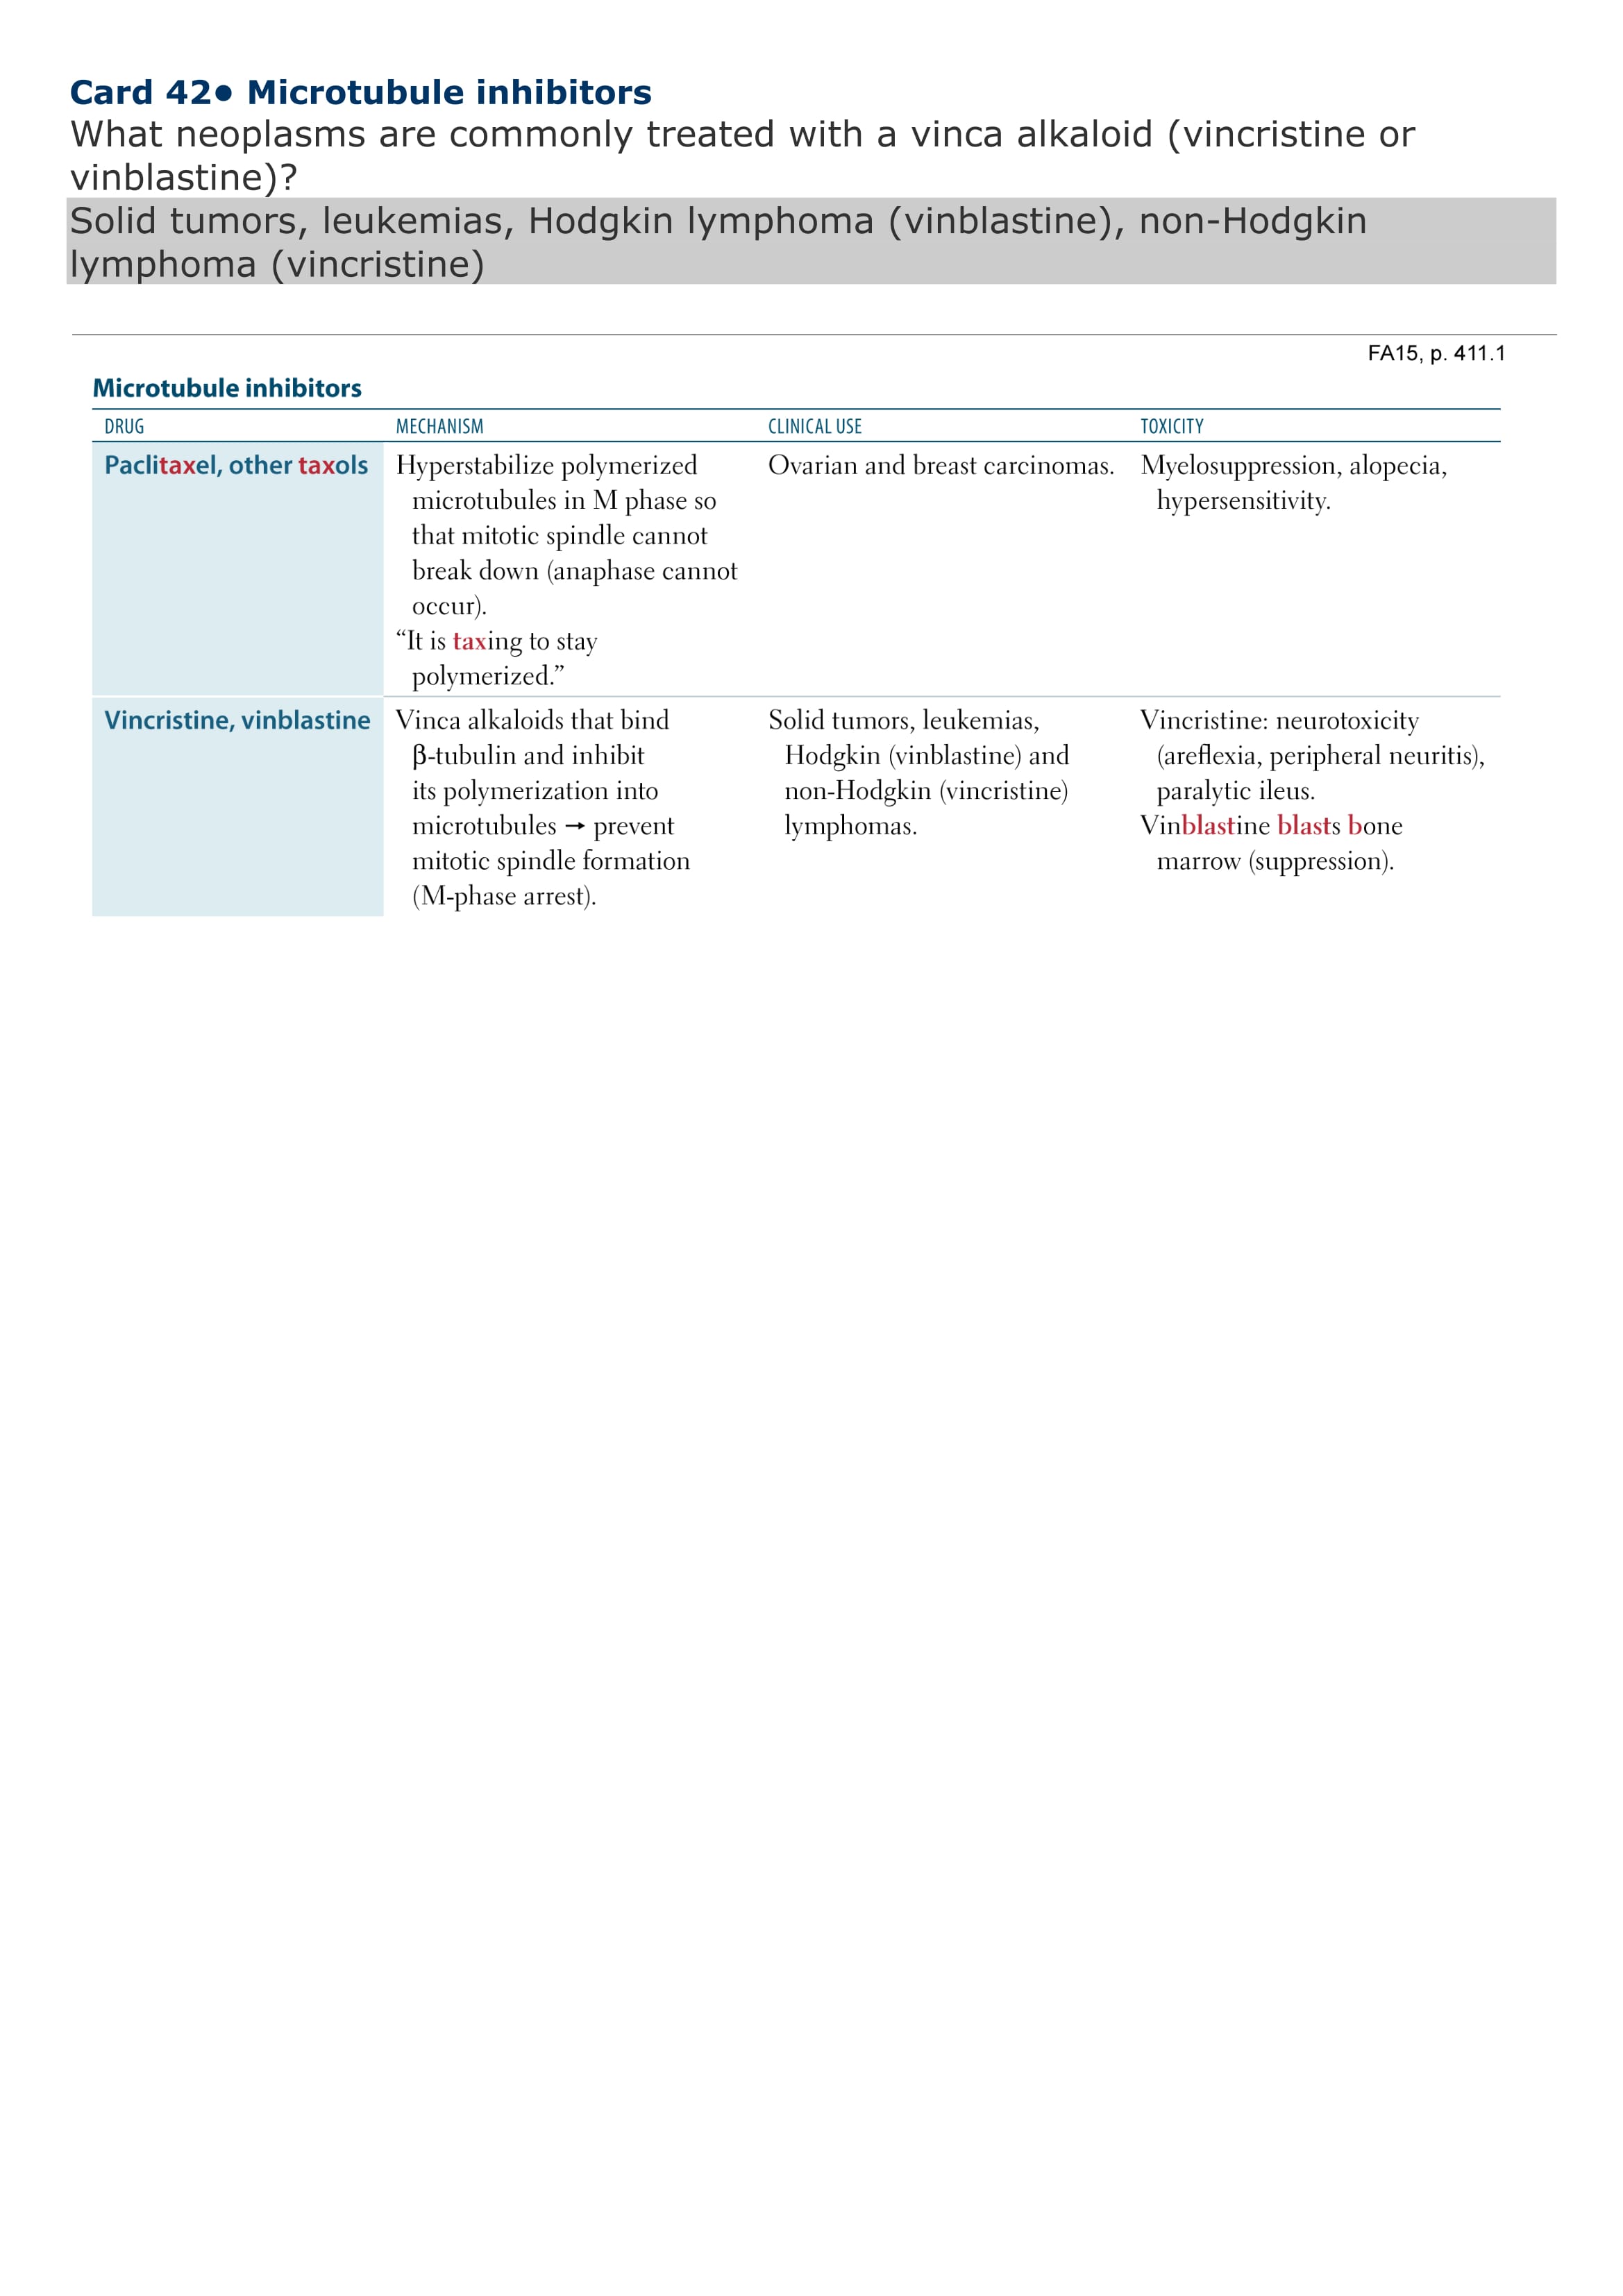 Card 42● Microtubule inhibitors
What neoplasms are commonly treated with a vinca alkaloid (vincristine or
vinblastine)?
Solid tumors, leukemias, Hodgkin lymphoma (vinblastine), non-Hodgkin
lymphoma (vincristine)
FA15, p. 411.1
Microtubule inhibitors
DRUG MECHANISM CLINICAL USE TOXICITY
Paclitaxel, other taxols
Hyperstabilize polymerized
microtubules in M phase so
that mitotic spindle cannot
break down (anaphase cannot
occur).
“It is taxing to stay
polymerized.”
Ovarian and breast carcinomas.
Myelosuppression, alopecia,
hypersensitivity.
Vincristine, vinblastine
Vinca alkaloids that bind
β-tubulin and inhibit
its polymerization into
microtubules → prevent
mitotic spindle formation
(M-phase arrest).
Solid tumors, leukemias,
Hodgkin (vinblastine) and
non-Hodgkin (vincristine)
lymphomas.
Vincristine: neurotoxicity
(areflexia, peripheral neuritis),
paralytic ileus.
Vinblastine blasts bone
marrow (suppression).